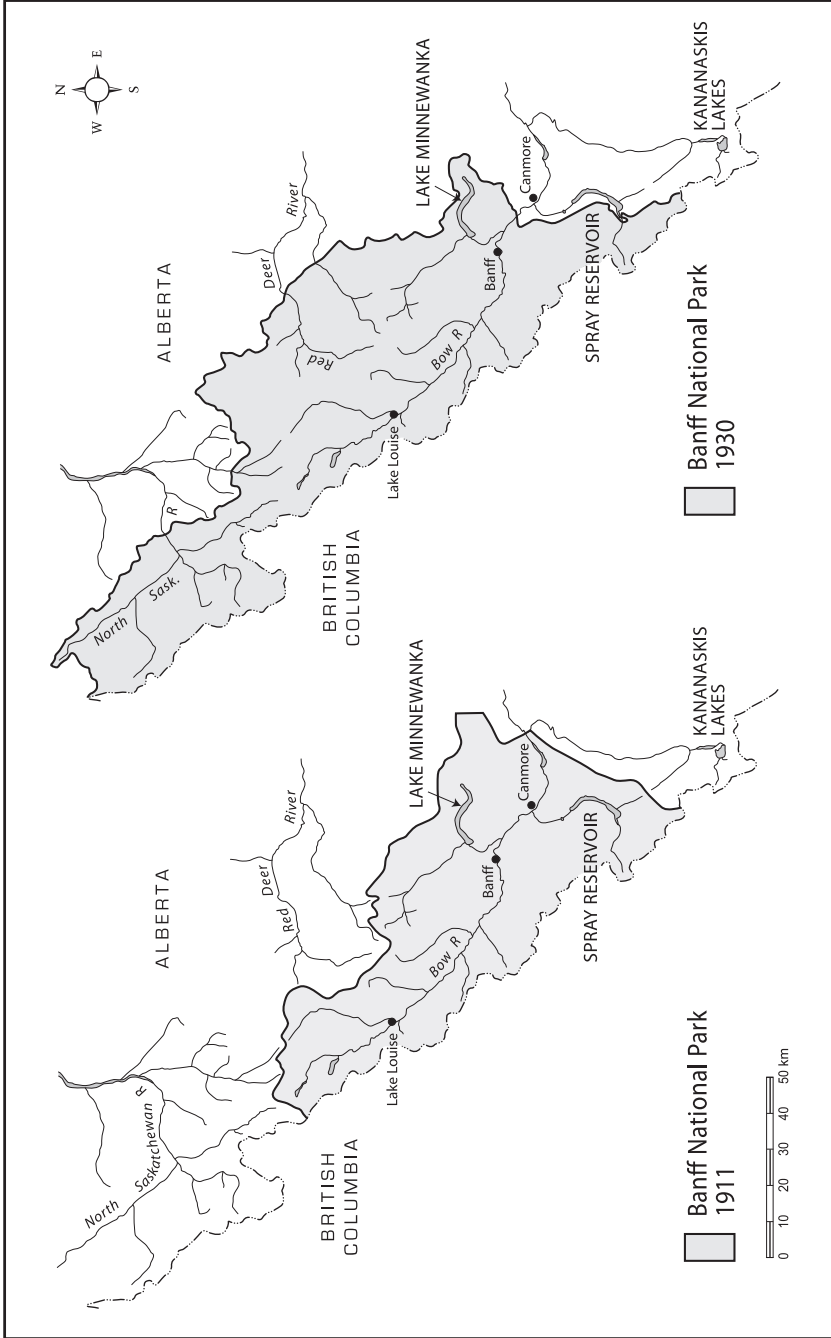 ALBERTA
North
Saskatchewan
R
Red
Deer
River
BRITISH
COLUMBIA
Lake Louise
Bow R
Banff
Canmore
LAKE MINNEWANKA
SPRAY RESERVOIR
KANANASKIS
LAKES
Banff National Park
1911
0 10 20 30 40 50 km
N
W E
S
ALBERTA
North
Sask.
R
Red
Deer
River
BRITISH
COLUMBIA
Lake Louise
Bow R
Banff
Canmore
LAKE MINNEWANKA
SPRAY RESERVOIR
KANANASKIS
LAKES
Banff National Park
1930